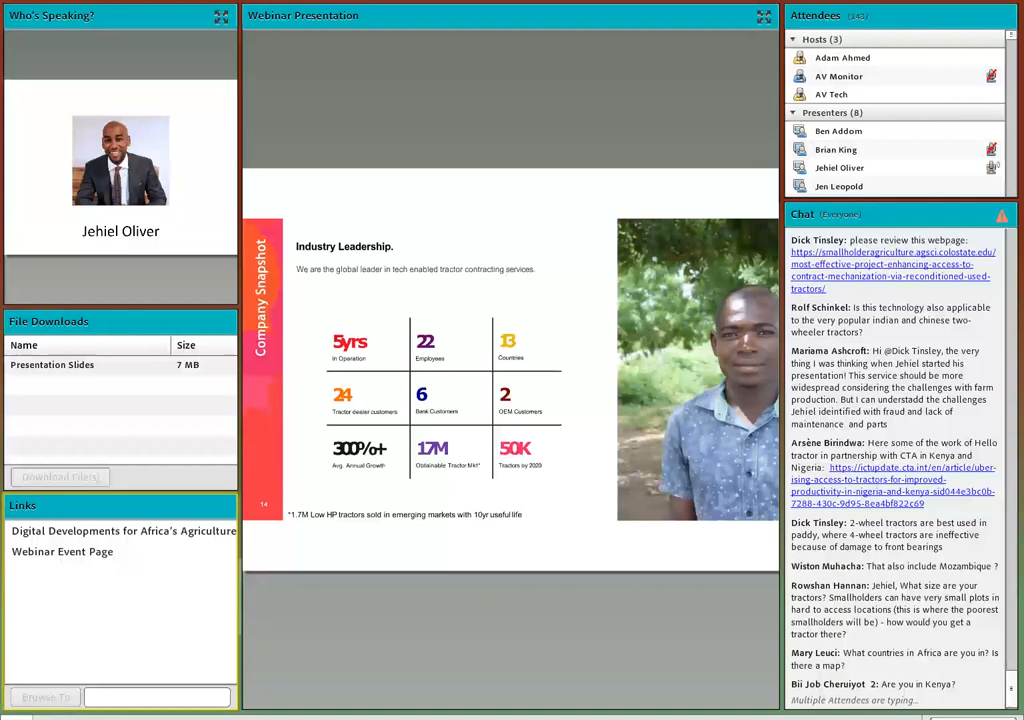 Who's Speaking?
Jehiel Oliver
File Downloads
Name
Size
Presentation Slides
7 MB
Download File(s)
Links
Digital Developments for Africa's Agriculture
Webinar Event Page
Browse To
Webinar Presentation
Company Snapshot
14
Industry Leadership.
We are the global leader in tech enabled tractor contracting services.
5yrs
In Operation
22
Employees
13
Countries
24
Tractor dealer customers
6
Bank Customers
2
OEM Customers
300%+
Avg. Annual Growth
17M
Obtainable Tractor Mkt*
50K
Tractors by 2020
*1.7M Low HP tractors sold in emerging markets with 10yr useful life
Attendees (143)
Hosts (3)
Adam Ahmed
AV Monitor
AV Tech
Presenters (8)
Ben Addom
Brian King
Jehiel Oliver
Jen Leopold
Chat (Everyone)
Dick Tinsley: please review this webpage:
https://smallholderagriculture.agsci.colostate.edu/
most-effective-project-enhancing-access-to-
contract-mechanization-via-reconditioned-used-
tractors/
Rolf Schinkel: Is this technology also applicable
to the very popular indian and chinese two-
wheeler tractors?
Mariama Ashcroft: Hi @Dick Tinsley, the very
thing I was thinking when Jehiel started his
presentation! This service should be more
widespread considering the challenges with farm
production. But I can understadd the challenges
Jehiel ideintified with fraud and lack of
maintenance and parts
Arsène Birindwa: Here some of the work of Hello
tractor in partnership with CTA in Kenya and
Nigeria: https://ictupdate.cta.int/en/article/uber-
ising-access-to-tractors-for-improved-
productivity-in-nigeria-and-kenya-sid044e3bc0b-
7288-430c-9d95-8ea4bf822c69
Dick Tinsley: 2-wheel tractors are best used in
paddy, where 4-wheel tractors are ineffective
because of damage to front bearings
Wiston Muhacha: That also include Mozambique ?
Rowshan Hannan: Jehiel, What size are your
tractors? Smallholders can have very small plots in
hard to access locations (this is where the poorest
smallholders will be) - how would you get a
tractor there?
Mary Leuci: What countries in Africa are you in? Is
there a map?
Bii Job Cheruiyot 2: Are you in Kenya?
Multiple Attendees are typing...